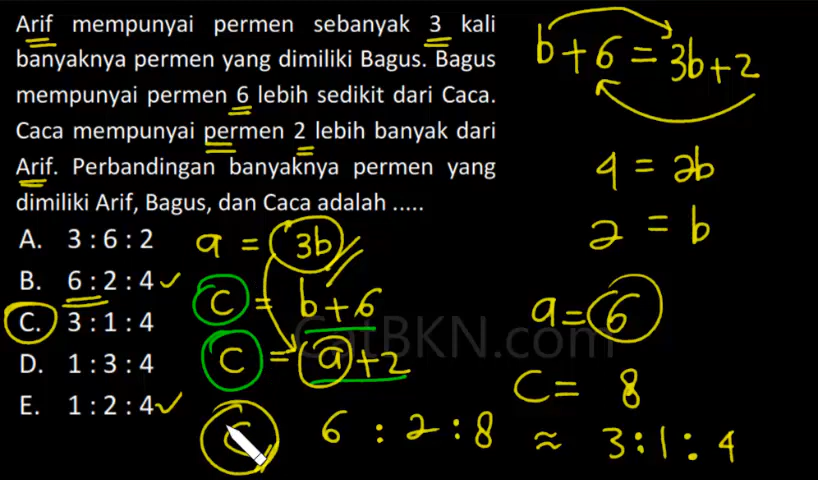 Arif mempunyai permen sebanyak 3 kali
banyaknya permen yang dimiliki Bagus. Bagus
mempunyai permen 6 lebih sedikit dari Caca.
Caca mempunyai permen 2 lebih banyak dari
Arif. Perbandingan banyaknya permen yang
dimiliki Arif, Bagus, dan Caca adalah .....
A. 3 : 6 : 2
B. 6 : 2 : 4 ✓
C. 3 : 1 : 4
D. 1 : 3 : 4
E. 1 : 2 : 4 ✓
a = 3b
c = b + 6
c = a + 2
C
6 : 2 : 8 ≈ 3 : 1 : 4
b + 6 = 3b + 2
4 = 2b
2 = b
a = 6
c = 8
CatBKN.com